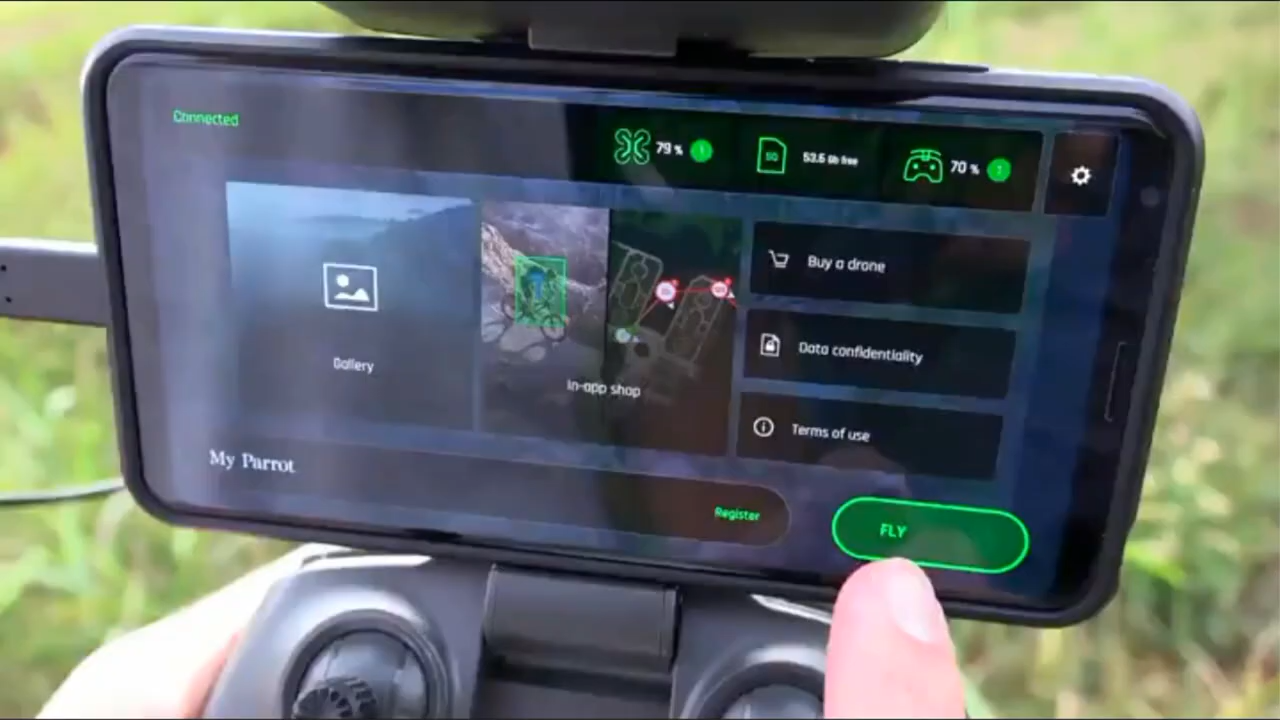 Connected
79 %
53.6 Gb free
70 %
Buy a drone
Data confidentiality
Terms of use
Gallery
In-app shop
My Parrot
Register
FLY